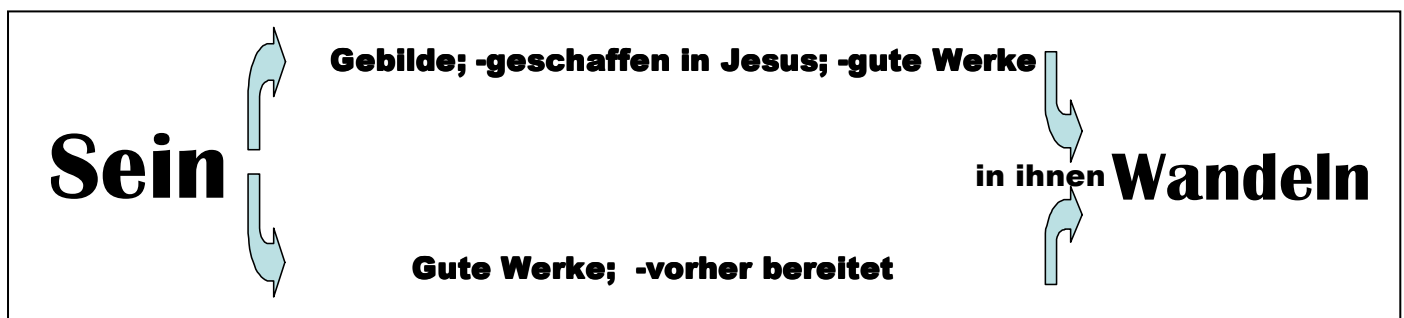 Gebilde; -geschaffen in Jesus; -gute Werke
Sein
in ihnen Wandeln
Gute Werke;  -vorher bereitet